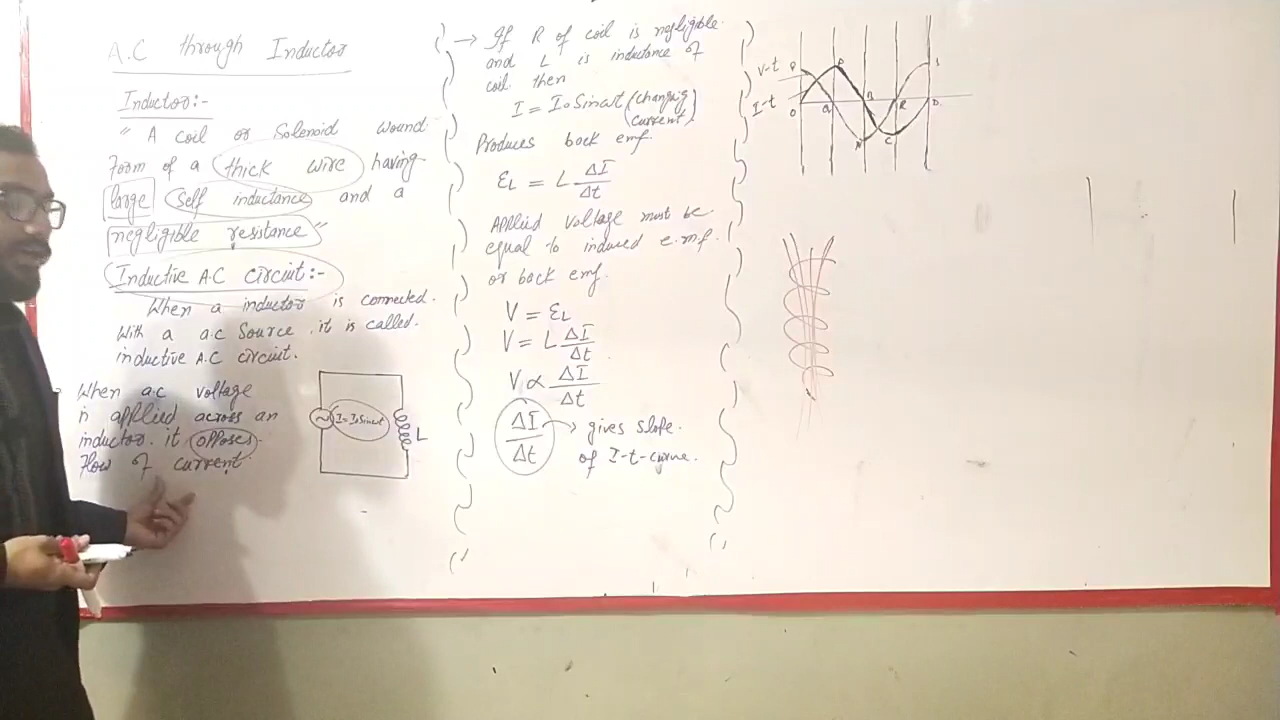 A.C through Inductor
Inductor:-
" A coil or Solenoid wound
Form of a thick wire having
large self inductance and a
negligible resistance"
Inductive A.C circuit:-
When a inductor is connected.
With a a.c Source, it is called.
inductive A.C circuit.
When a.c voltage
is applied across an
inductor. it opposes.
Flow of current.
I=I₀Sinωt
L
→ If R of coil is negligible.
and L is inductance of
coil then
I = I₀ Sinωt (changing
current)
Produces back emf.
ƐL = L ΔI/Δt
Applied voltage must be
equal to induced e.m.f.
or back emf.
V = ƐL
V = L ΔI/Δt
V ∝ ΔI/Δt
ΔI/Δt → gives slope.
of I-t-curve.
V-t
I-t
O
P
A
B
N
C
R
D
S